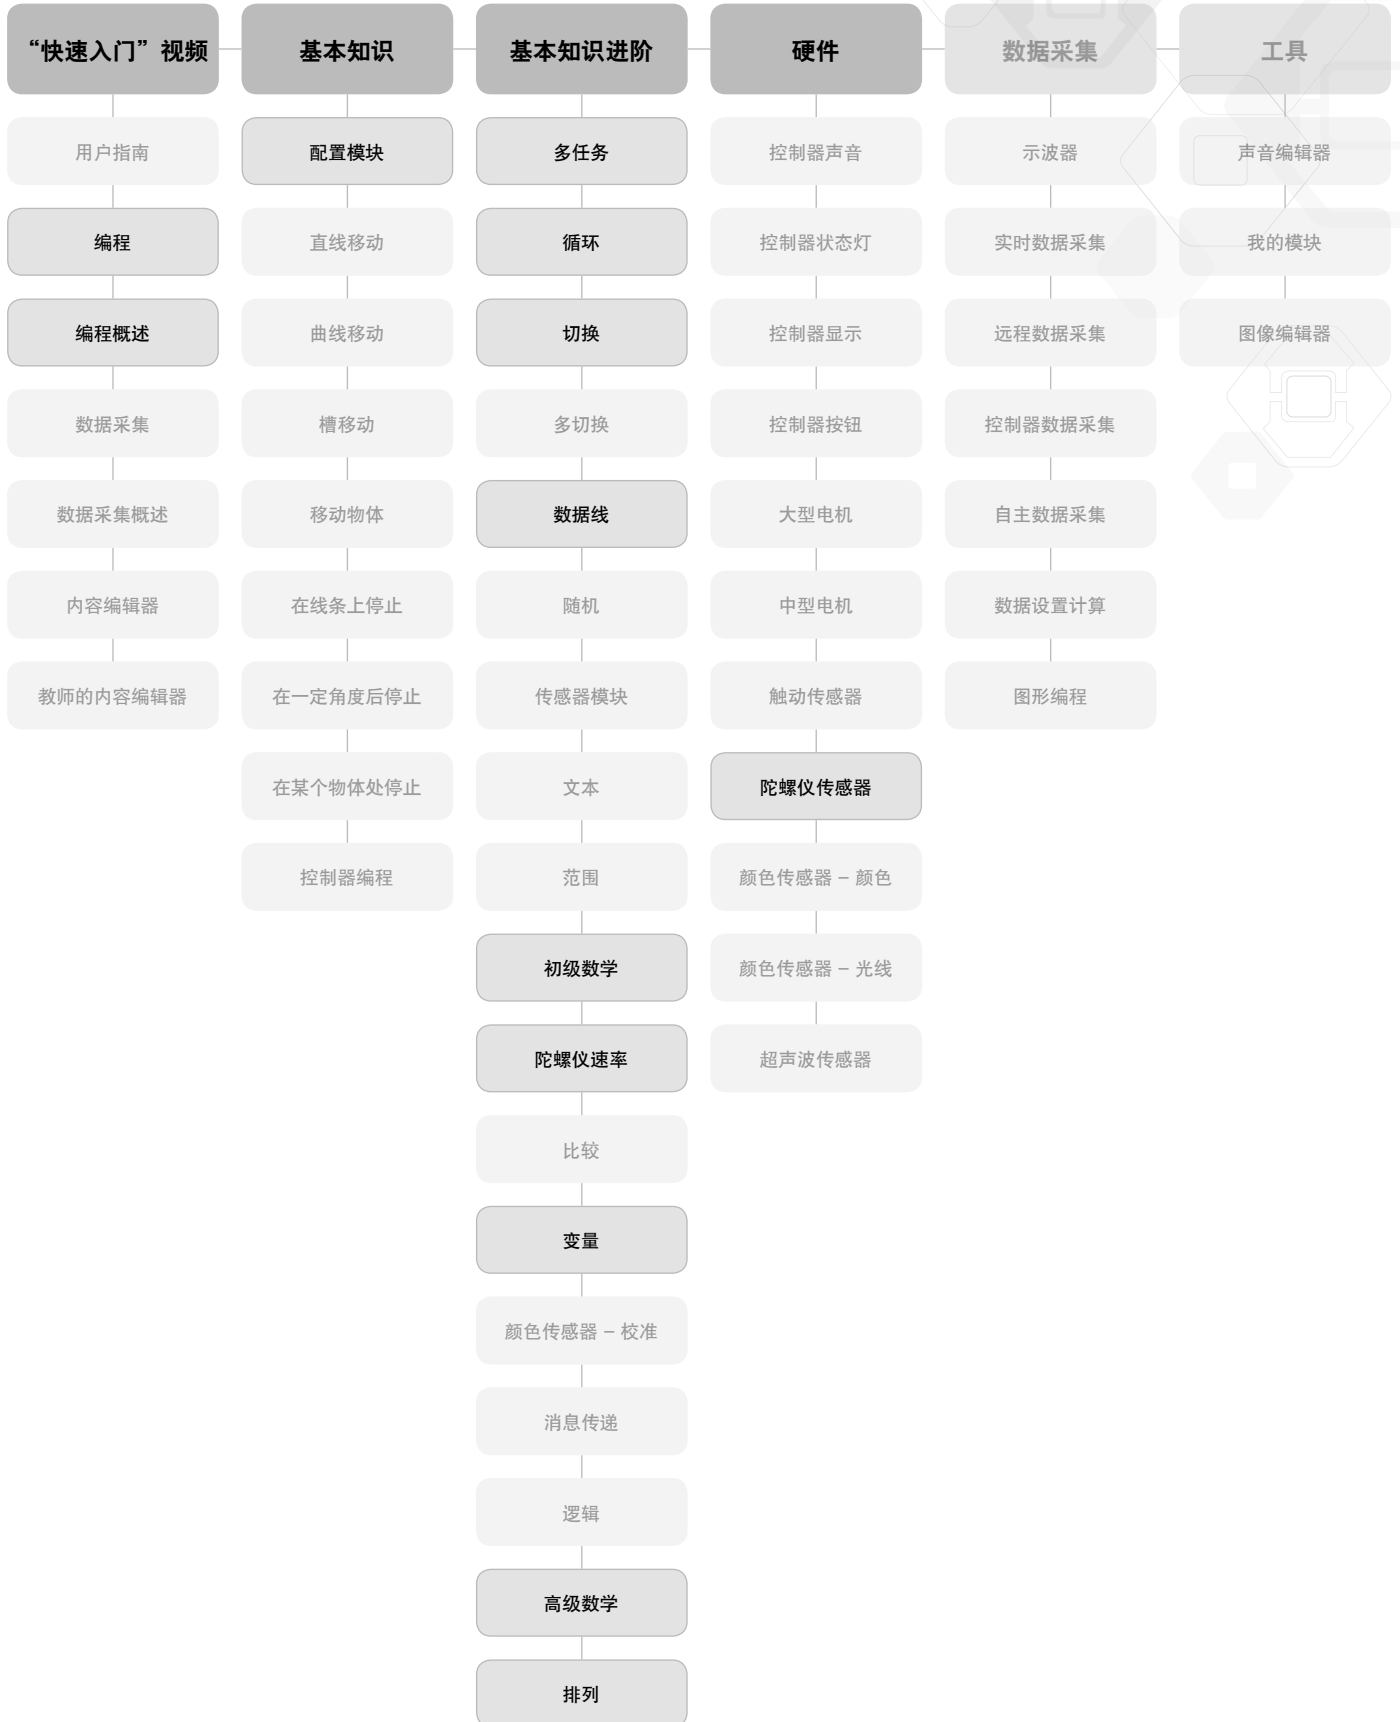 “快速入门”视频
用户指南
编程
编程概述
数据采集
数据采集概述
内容编辑器
教师的内容编辑器
基本知识
配置模块
直线移动
曲线移动
槽移动
移动物体
在线条上停止
在一定角度后停止
在某个物体处停止
控制器编程
基本知识进阶
多任务
循环
切换
多切换
数据线
随机
传感器模块
文本
范围
初级数学
陀螺仪速率
比较
变量
颜色传感器 – 校准
消息传递
逻辑
高级数学
排列
硬件
控制器声音
控制器状态灯
控制器显示
控制器按钮
大型电机
中型电机
触动传感器
陀螺仪传感器
颜色传感器 – 颜色
颜色传感器 – 光线
超声波传感器
数据采集
示波器
实时数据采集
远程数据采集
控制器数据采集
自主数据采集
数据设置计算
图形编程
工具
声音编辑器
我的模块
图像编辑器